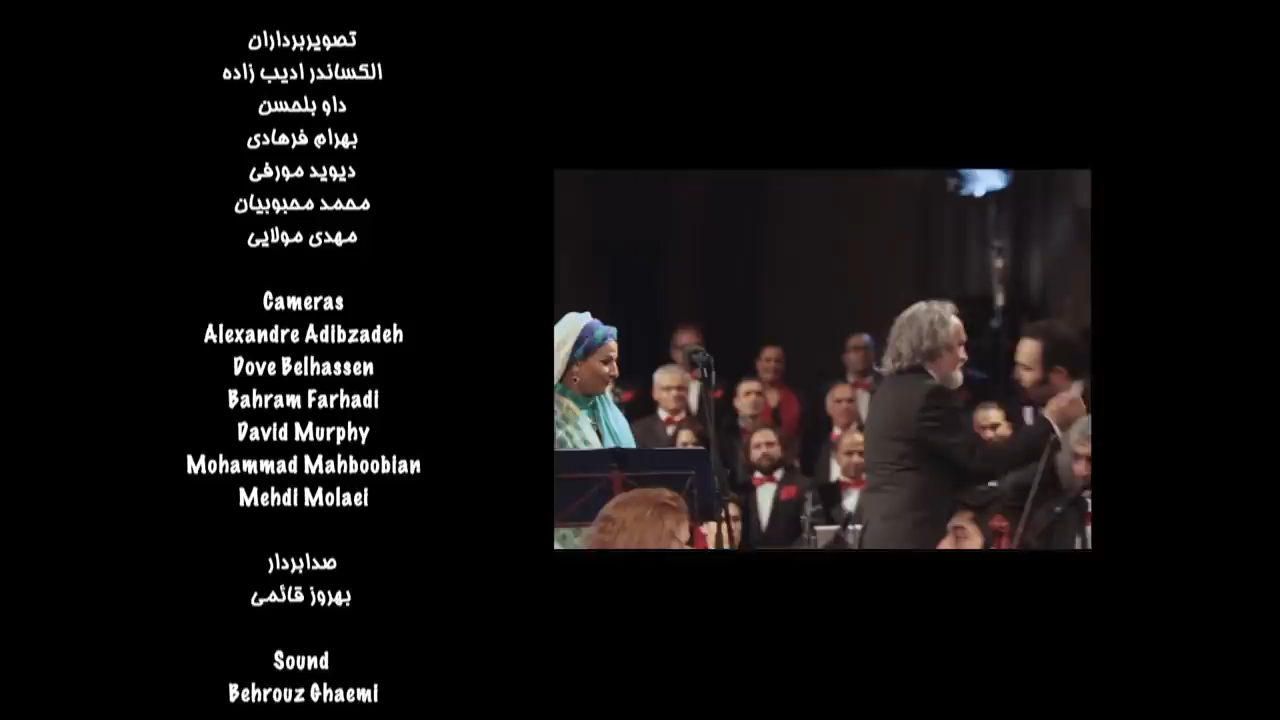 تصویربرداران
الکساندر ادیب زاده
داو بلحسن
بهرام فرهادی
دیوید مورفی
محمد محبوبیان
مهدی مولایی
Cameras
Alexandre Adibzadeh
Dove Belhassen
Bahram Farhadi
David Murphy
Mohammad Mahboobian
Mehdi Molaei
صدابردار
بهروز قائمی
Sound
Behrouz Ghaemi